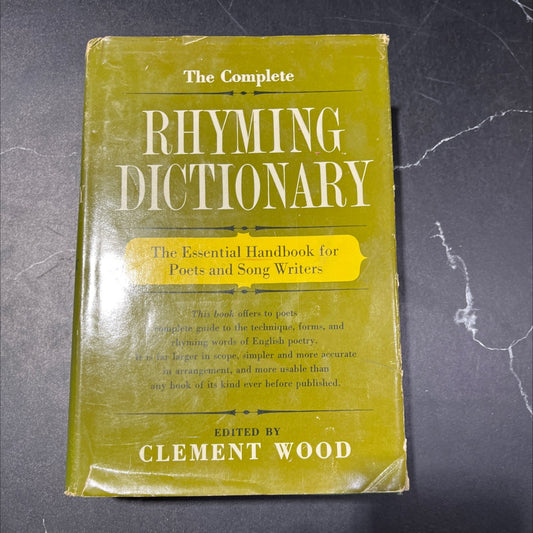 The Complete
RHYMING
DICTIONARY
The Essential Handbook for
Poets and Song Writers
This book offers to poets
complete guide to the technique, forms, and
rhyming words of English poetry.
it is far larger in scope, simpler and more accurate
in arrangement, and more usable than
any book of its kind ever before published.
EDITED BY
CLEMENT WOOD